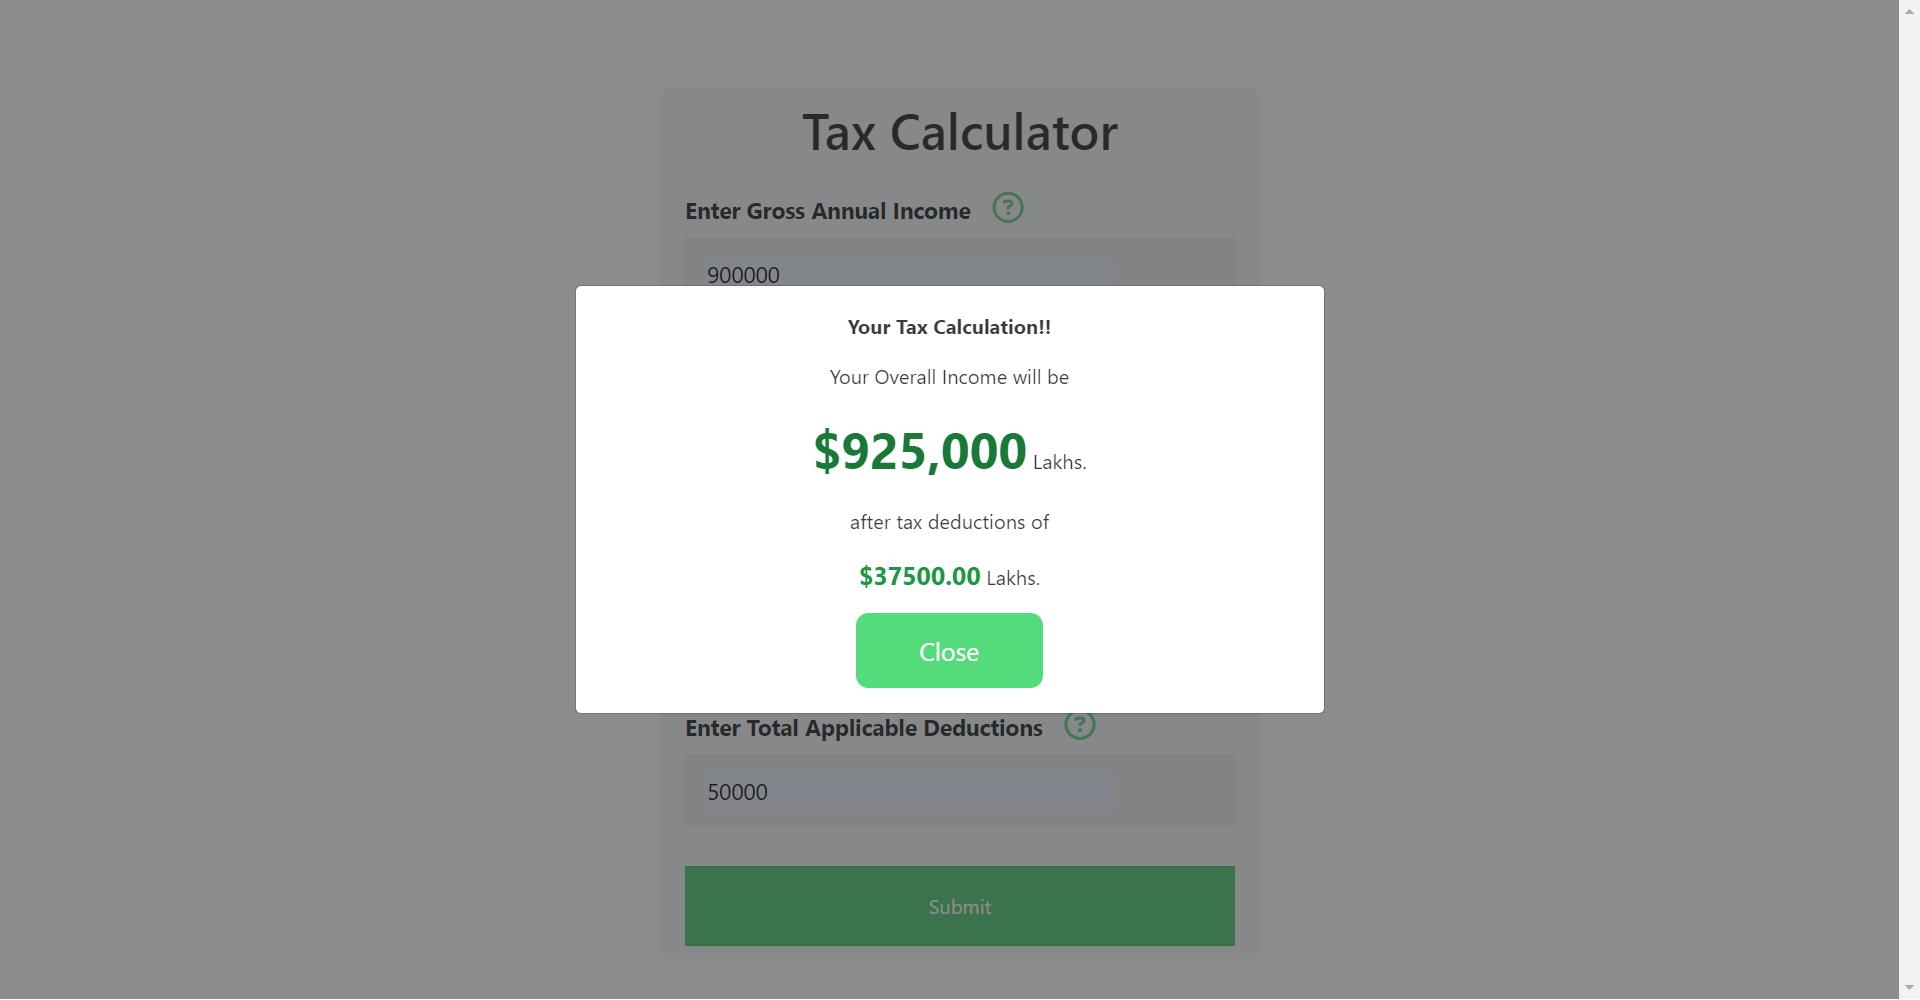 Tax Calculator
Enter Gross Annual Income ?
900000
Your Tax Calculation!!
Your Overall Income will be
$925,000 Lakhs.
after tax deductions of
$37500.00 Lakhs.
Close
Enter Total Applicable Deductions ?
50000
Submit